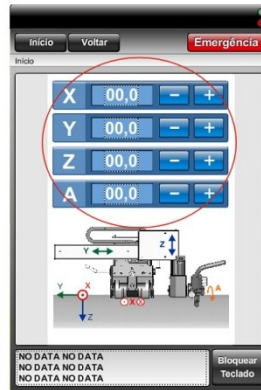 Início Voltar Emergência
Início
X 00,0 - +
Y 00,0 - +
Z 00,0 - +
A 00,0 - +
Z
Y
A
Y X
X
Z
NO DATA NO DATA
NO DATA NO DATA
NO DATA NO DATA
Bloquear
Teclado